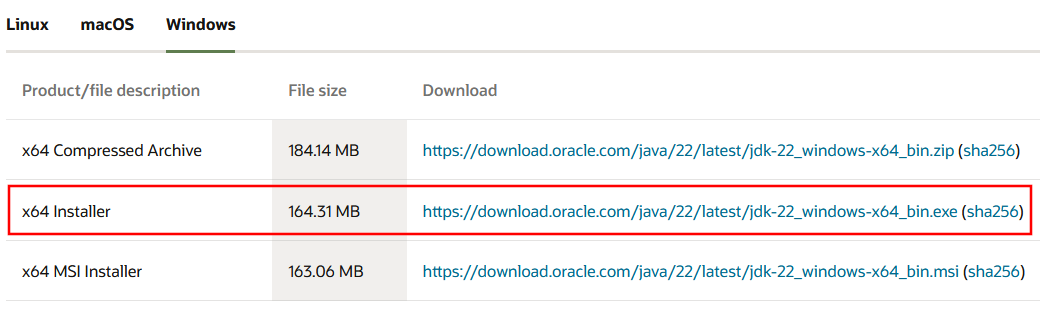 Linux macOS Windows
Product/file description File size Download
x64 Compressed Archive 184.14 MB https://download.oracle.com/java/22/latest/jdk-22_windows-x64_bin.zip (sha256)
x64 Installer 164.31 MB https://download.oracle.com/java/22/latest/jdk-22_windows-x64_bin.exe (sha256)
x64 MSI Installer 163.06 MB https://download.oracle.com/java/22/latest/jdk-22_windows-x64_bin.msi (sha256)